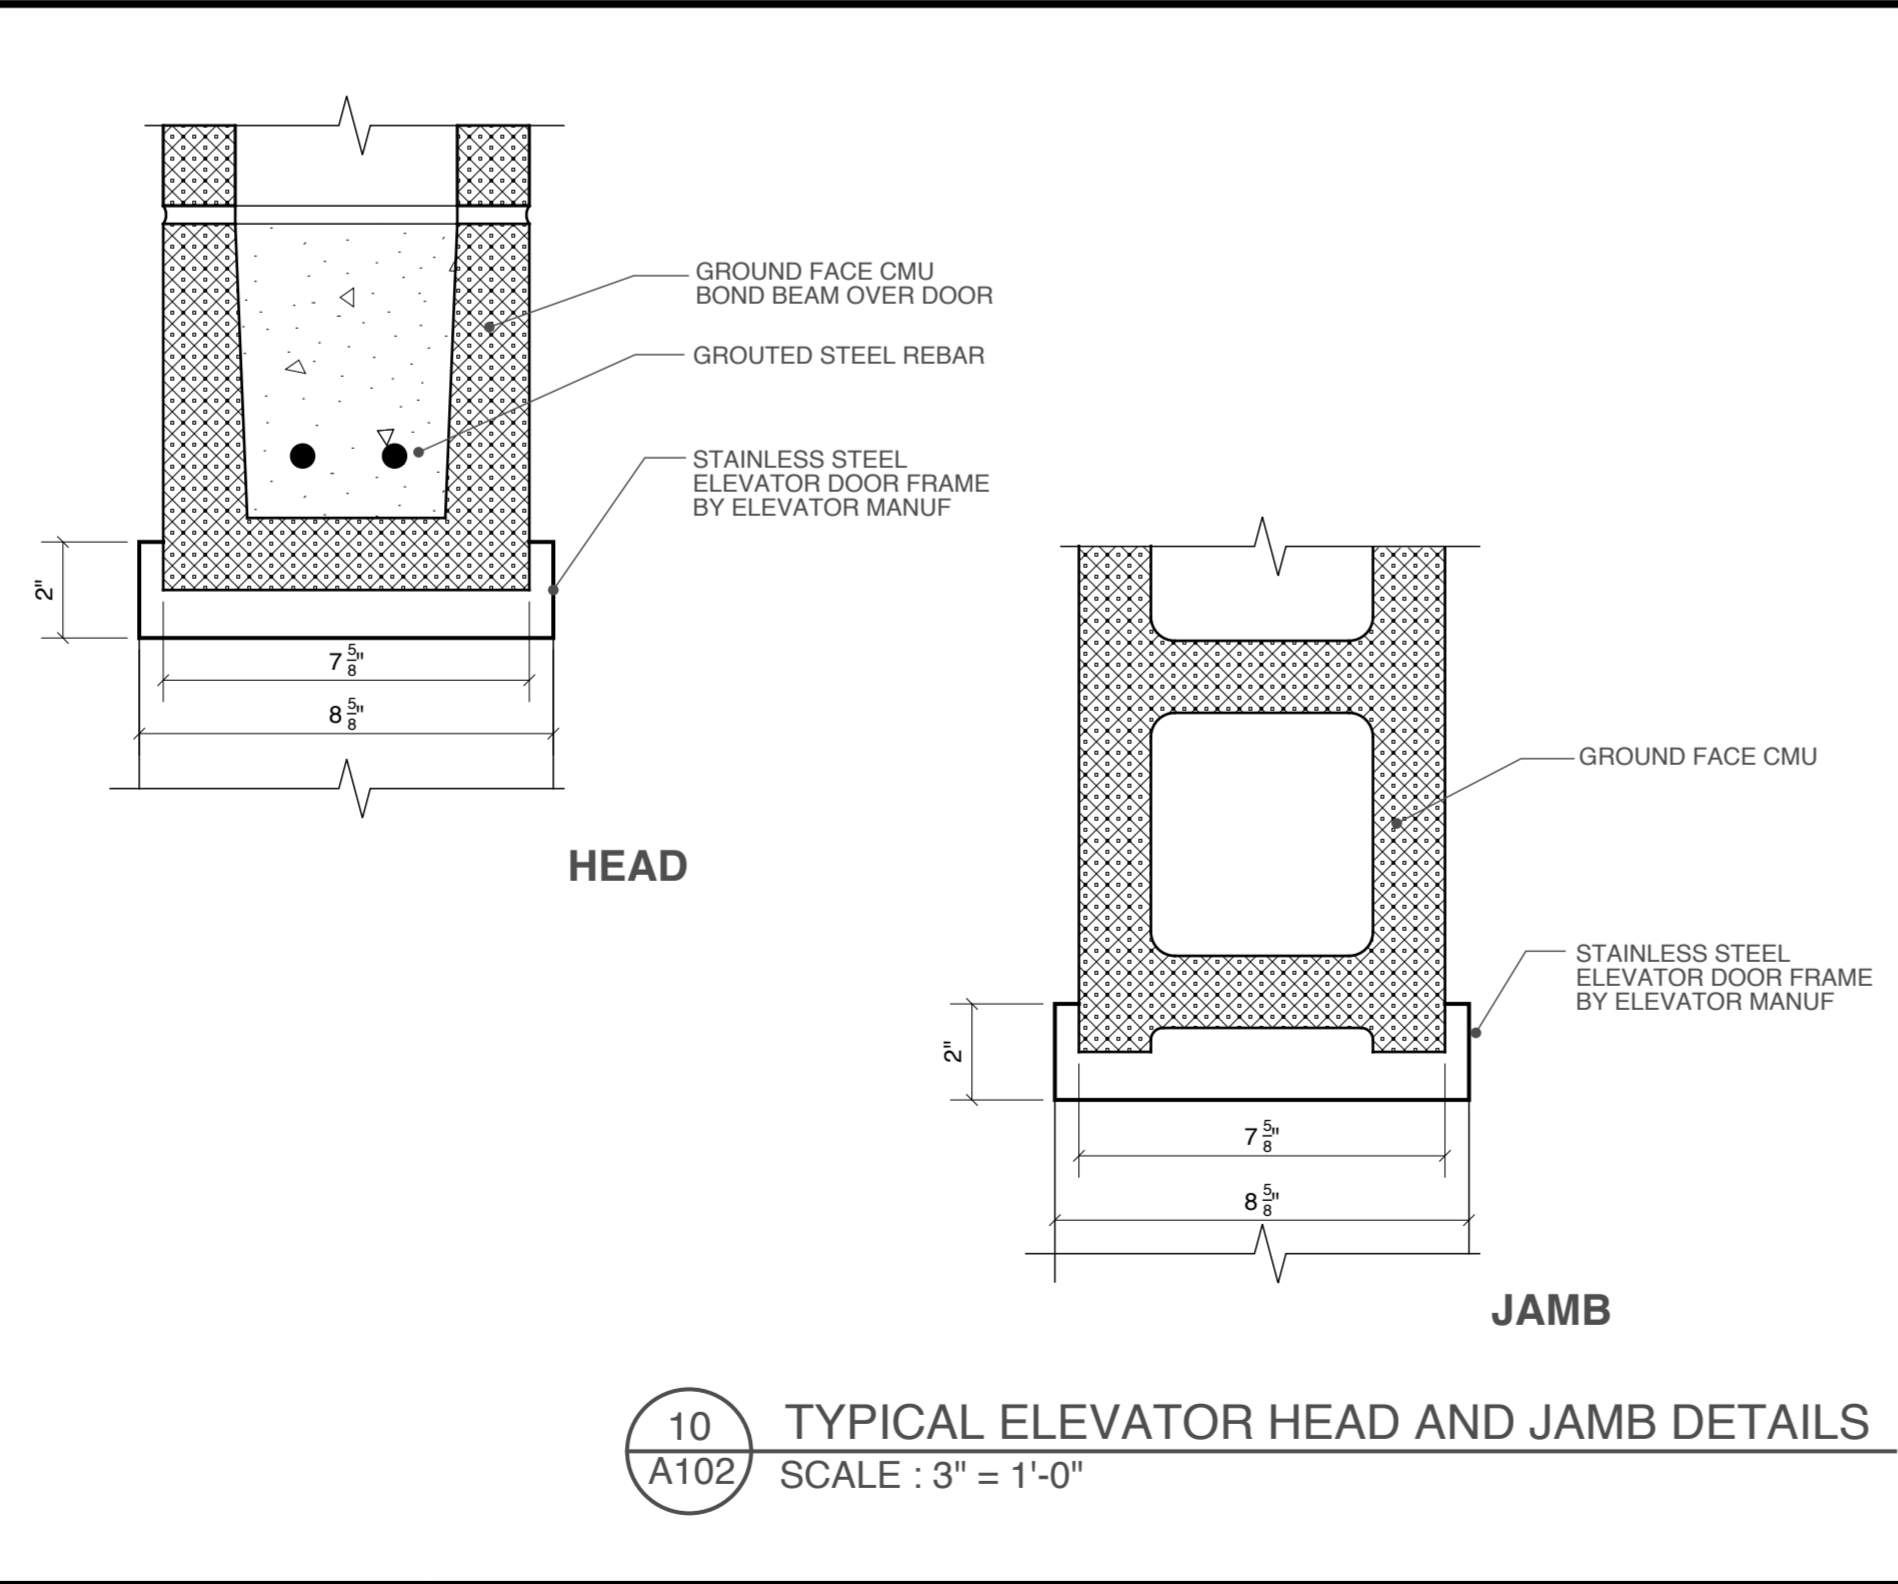 GROUND FACE CMU
BOND BEAM OVER DOOR
GROUTED STEEL REBAR
STAINLESS STEEL
ELEVATOR DOOR FRAME
BY ELEVATOR MANUF
2"
7 5/8"
8 5/8"
HEAD
GROUND FACE CMU
STAINLESS STEEL
ELEVATOR DOOR FRAME
BY ELEVATOR MANUF
2"
7 5/8"
8 5/8"
JAMB
10
A102
TYPICAL ELEVATOR HEAD AND JAMB DETAILS
SCALE : 3" = 1'-0"